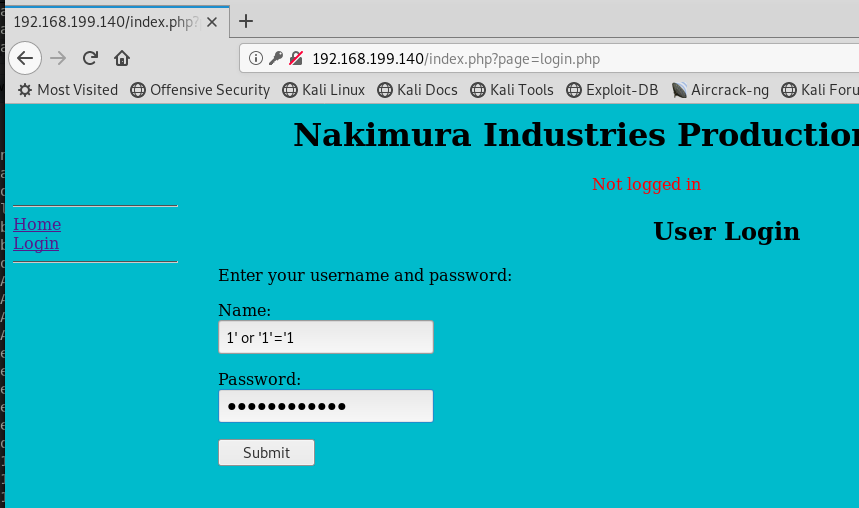 192.168.199.140/index.php?
192.168.199.140/index.php?page=login.php
Most Visited Offensive Security Kali Linux Kali Docs Kali Tools Exploit-DB Aircrack-ng Kali Foru
Nakimura Industries Production
Not logged in
Home
Login
User Login
Enter your username and password:
Name:
1' or '1'='1
Password:
●●●●●●●●●●●●
Submit